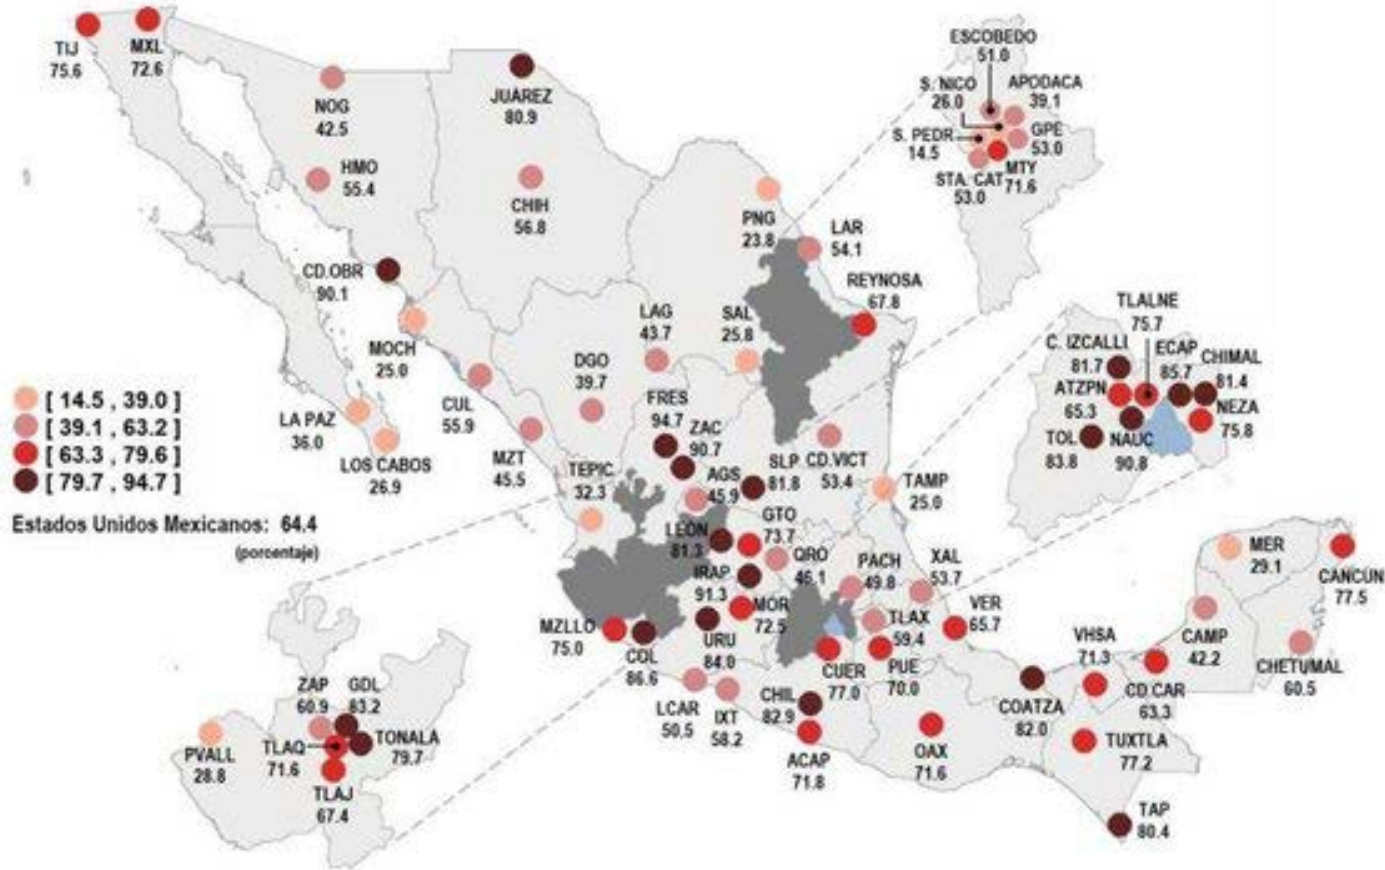 TIJ
75.6
MXL
72.6
NOG
42.5
HMO
55.4
JUÁREZ
80.9
CHIH
56.8
CD.OBR
90.1
MOCH
25.0
LA PAZ
36.0
LOS CABOS
26.9
CUL
55.9
MZT
45.5
DGO
39.7
LAG
43.7
SAL
25.8
PNG
23.8
LAR
54.1
REYNOSA
67.8
ESCOBEDO
51.0
S. NICO
26.0
APODACA
39.1
S. PEDR
14.5
GPE
53.0
STA. CAT
53.0
MTY
71.6
TLALNE
75.7
C. IZCALLI
81.7
ECAP
85.7
CHIMAL
81.4
ATZPN
65.3
NEZA
75.8
TOL
83.8
NAUC
90.8
[ 14.5 , 39.0 ]
[ 39.1 , 63.2 ]
[ 63.3 , 79.6 ]
[ 79.7 , 94.7 ]
Estados Unidos Mexicanos: 64.4
(porcentaje)
FRES
94.7
ZAC
90.7
TEPIC
32.3
AGS
45.9
SLP
81.8
CD.VICT
53.4
TAMP
25.0
LEÓN
81.3
GTO
73.7
QRO
46.1
PACH
49.8
XAL
53.7
IRAP
91.3
MOR
72.5
TLAX
59.4
VER
65.7
MZLLO
75.0
COL
86.6
URU
84.0
CUER
77.0
PUE
70.0
LCAR
50.5
IXT
58.2
CHIL
82.9
ACAP
71.8
OAX
71.6
COATZA
82.0
VHSA
71.3
CD.CAR
63.3
TUXTLA
77.2
TAP
80.4
MER
29.1
CANCÚN
77.5
CAMP
42.2
CHETUMAL
60.5
ZAP
60.9
GDL
83.2
PVALL
28.8
TLAQ
71.6
TONALA
79.7
TLAJ
67.4